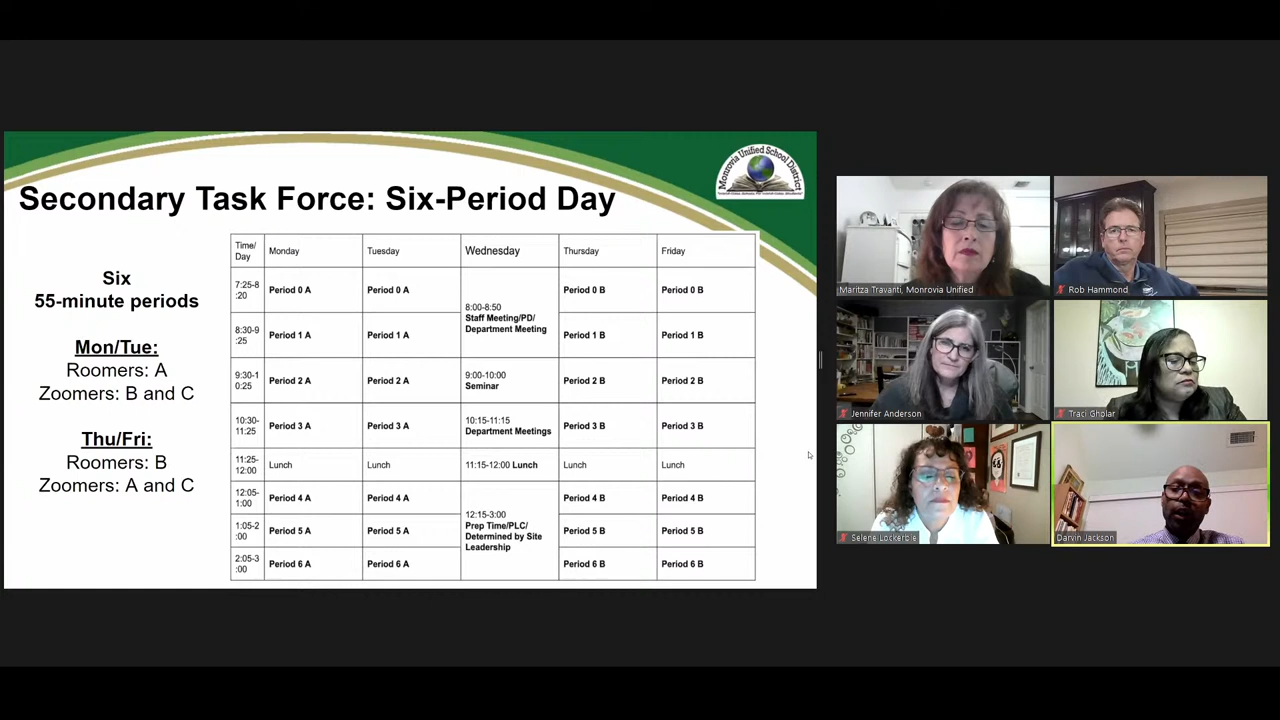 Monrovia Unified School District
Secondary Task Force: Six-Period Day
Six
55-minute periods
Mon/Tue:
Roomers: A
Zoomers: B and C
Thu/Fri:
Roomers: B
Zoomers: A and C
Time/
Day
Monday
Tuesday
Wednesday
Thursday
Friday
7:25-8
:20
Period 0 A
Period 0 A
8:00-8:50
Staff Meeting/PD/
Department Meeting
Period 0 B
Period 0 B
8:30-9
:25
Period 1 A
Period 1 A
Period 1 B
Period 1 B
9:30-1
0:25
Period 2 A
Period 2 A
9:00-10:00
Seminar
Period 2 B
Period 2 B
10:30-
11:25
Period 3 A
Period 3 A
10:15-11:15
Department Meetings
Period 3 B
Period 3 B
11:25-
12:00
Lunch
Lunch
11:15-12:00 Lunch
Lunch
Lunch
12:05-
1:00
Period 4 A
Period 4 A
12:15-3:00
Prep Time/PLC/
Determined by Site
Leadership
Period 4 B
Period 4 B
1:05-2
:00
Period 5 A
Period 5 A
Period 5 B
Period 5 B
2:05-3
:00
Period 6 A
Period 6 A
Period 6 B
Period 6 B
Maritza Travanti, Monrovia Unified
Rob Hammond
Jennifer Anderson
Traci Gholar
Selene Lockerbie
Darvin Jackson